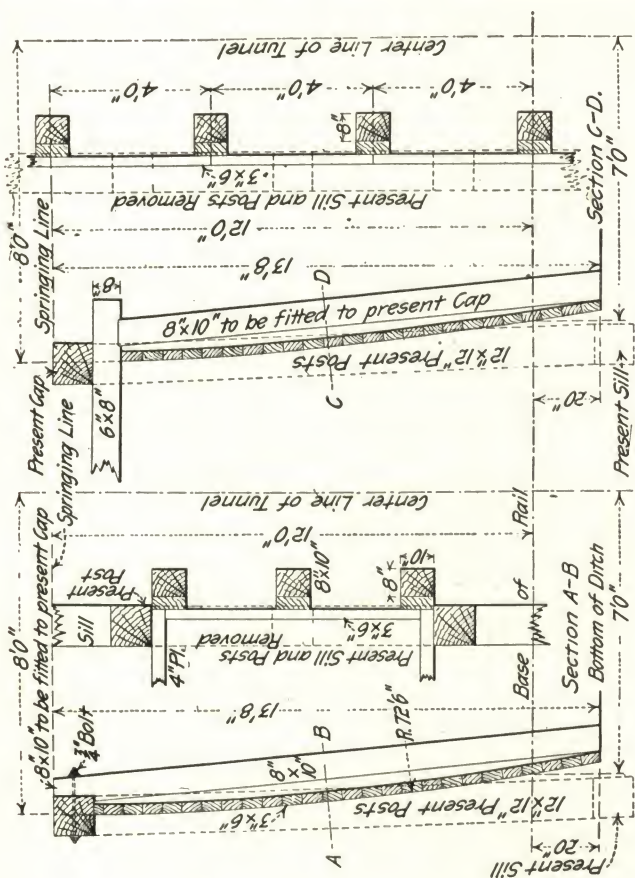 Center Line of Tunnel
4'0"
4'0"
4'0"
8"
3"x6"
Present Sill and Posts Removed
12'0"
13'8"
Section C-D.
7'0"
8'0"
Springing Line
8"
D
8"x10" to be fitted to present Cap
12"x12" Present Posts
C
6"x8"
Present Cap
20"
Present Sill
Springing Line
Center Line of Tunnel
12'0"
Base of Rail
8"x10"
8"
10"
Present Post
Sill
3"x6"
Present Sill and Posts
Removed
4" Pl.
Section A-B
Bottom of Ditch
7'0"
8'0"
8"x10" to be fitted to present Cap
3/4" Bolt
13'8"
B
8"x10"
R.72'6"
3"x6"
12"x12" Present Posts
A
20"
Present Sill